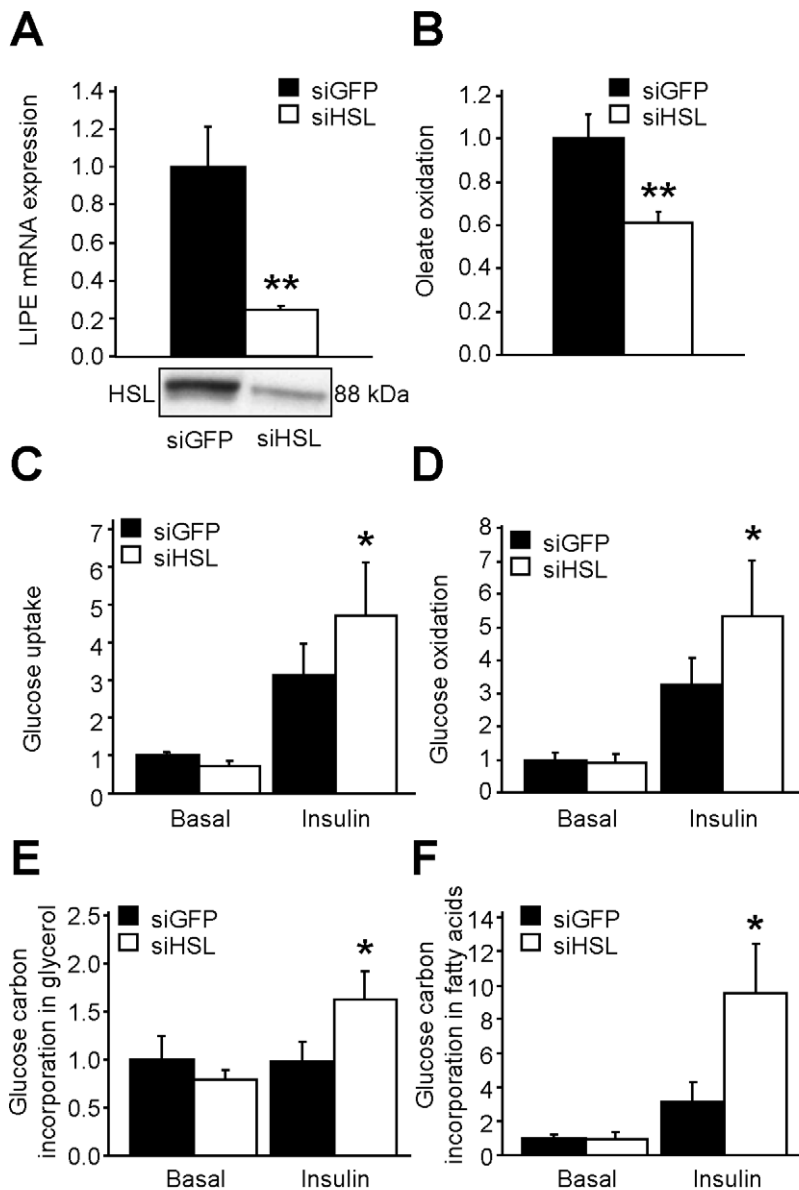 A
LIPE mRNA expression
1.4
1.2
1.0
0.8
0.6
0.4
0.2
0.0
siGFP
siHSL
**
HSL
88 kDa
siGFP
siHSL
B
Oleate oxidation
1.2
1.0
0.8
0.6
0.4
0.2
0.0
siGFP
siHSL
**
C
Glucose uptake
7
6
5
4
3
2
1
0
siGFP
siHSL
*
Basal
Insulin
D
Glucose oxidation
8
7
6
5
4
3
2
1
0
siGFP
siHSL
*
Basal
Insulin
E
Glucose carbon
incorporation in glycerol
2.5
2.0
1.5
1.0
0.5
0.0
siGFP
siHSL
*
Basal
Insulin
F
Glucose carbon
incorporation in fatty acids
14
12
10
8
6
4
2
0
siGFP
siHSL
*
Basal
Insulin